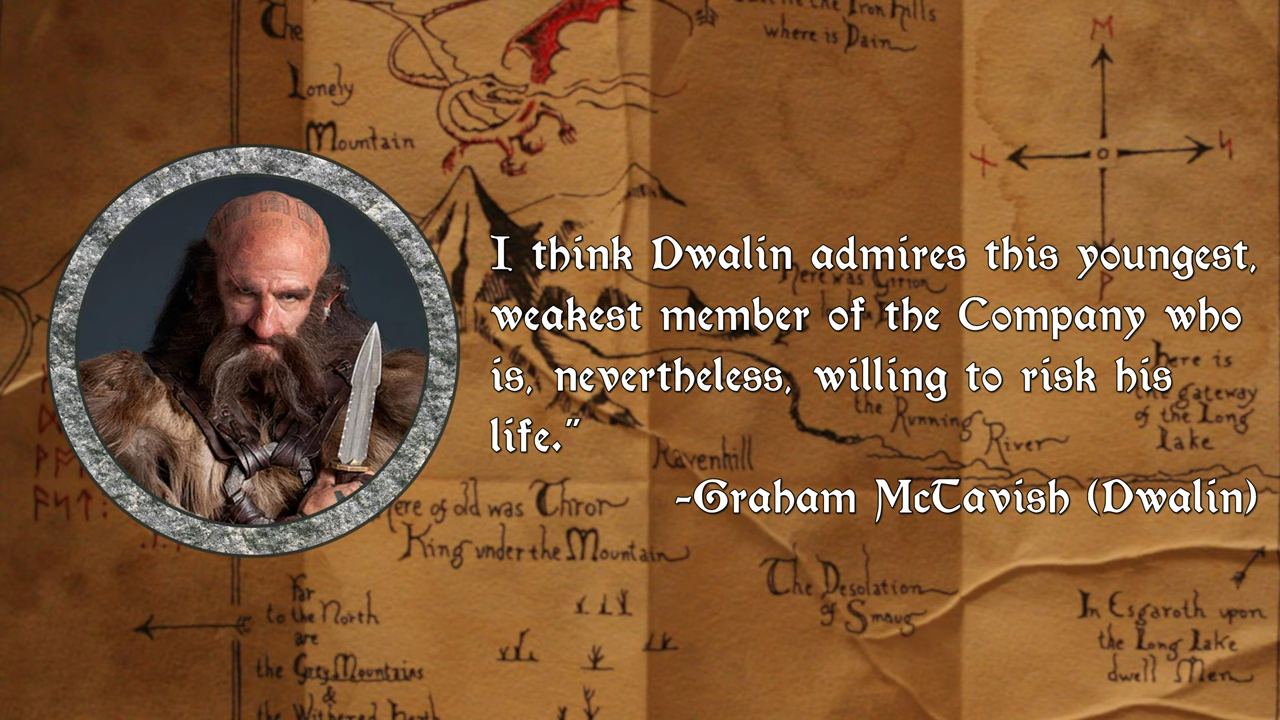 The
Lonely
Mountain
the Iron Hills
where is Dain
I think Dwalin admires this youngest,
weakest member of the Company who
is, nevertheless, willing to risk his
life.”
-Graham McTavish (Dwalin)
Here was Girion
Here is
the gateway
of the Long
Lake
the Running River
Ravenhill
Here of old was Thror
King under the Mountain
The Desolation
of Smaug
Far
to the North
are
the Grey Mountains
&
the Withered Heath
In Esgaroth upon
the Long Lake
dwell Men